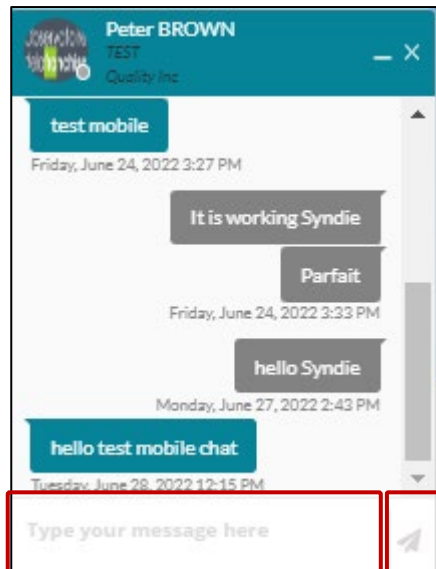 Peter BROWN
TEST
Quality Inc
test mobile
Friday, June 24, 2022 3:27 PM
It is working Syndie
Parfait
Friday, June 24, 2022 3:33 PM
hello Syndie
Monday, June 27, 2022 2:43 PM
hello test mobile chat
Tuesday, June 28, 2022 12:15 PM
Type your message here